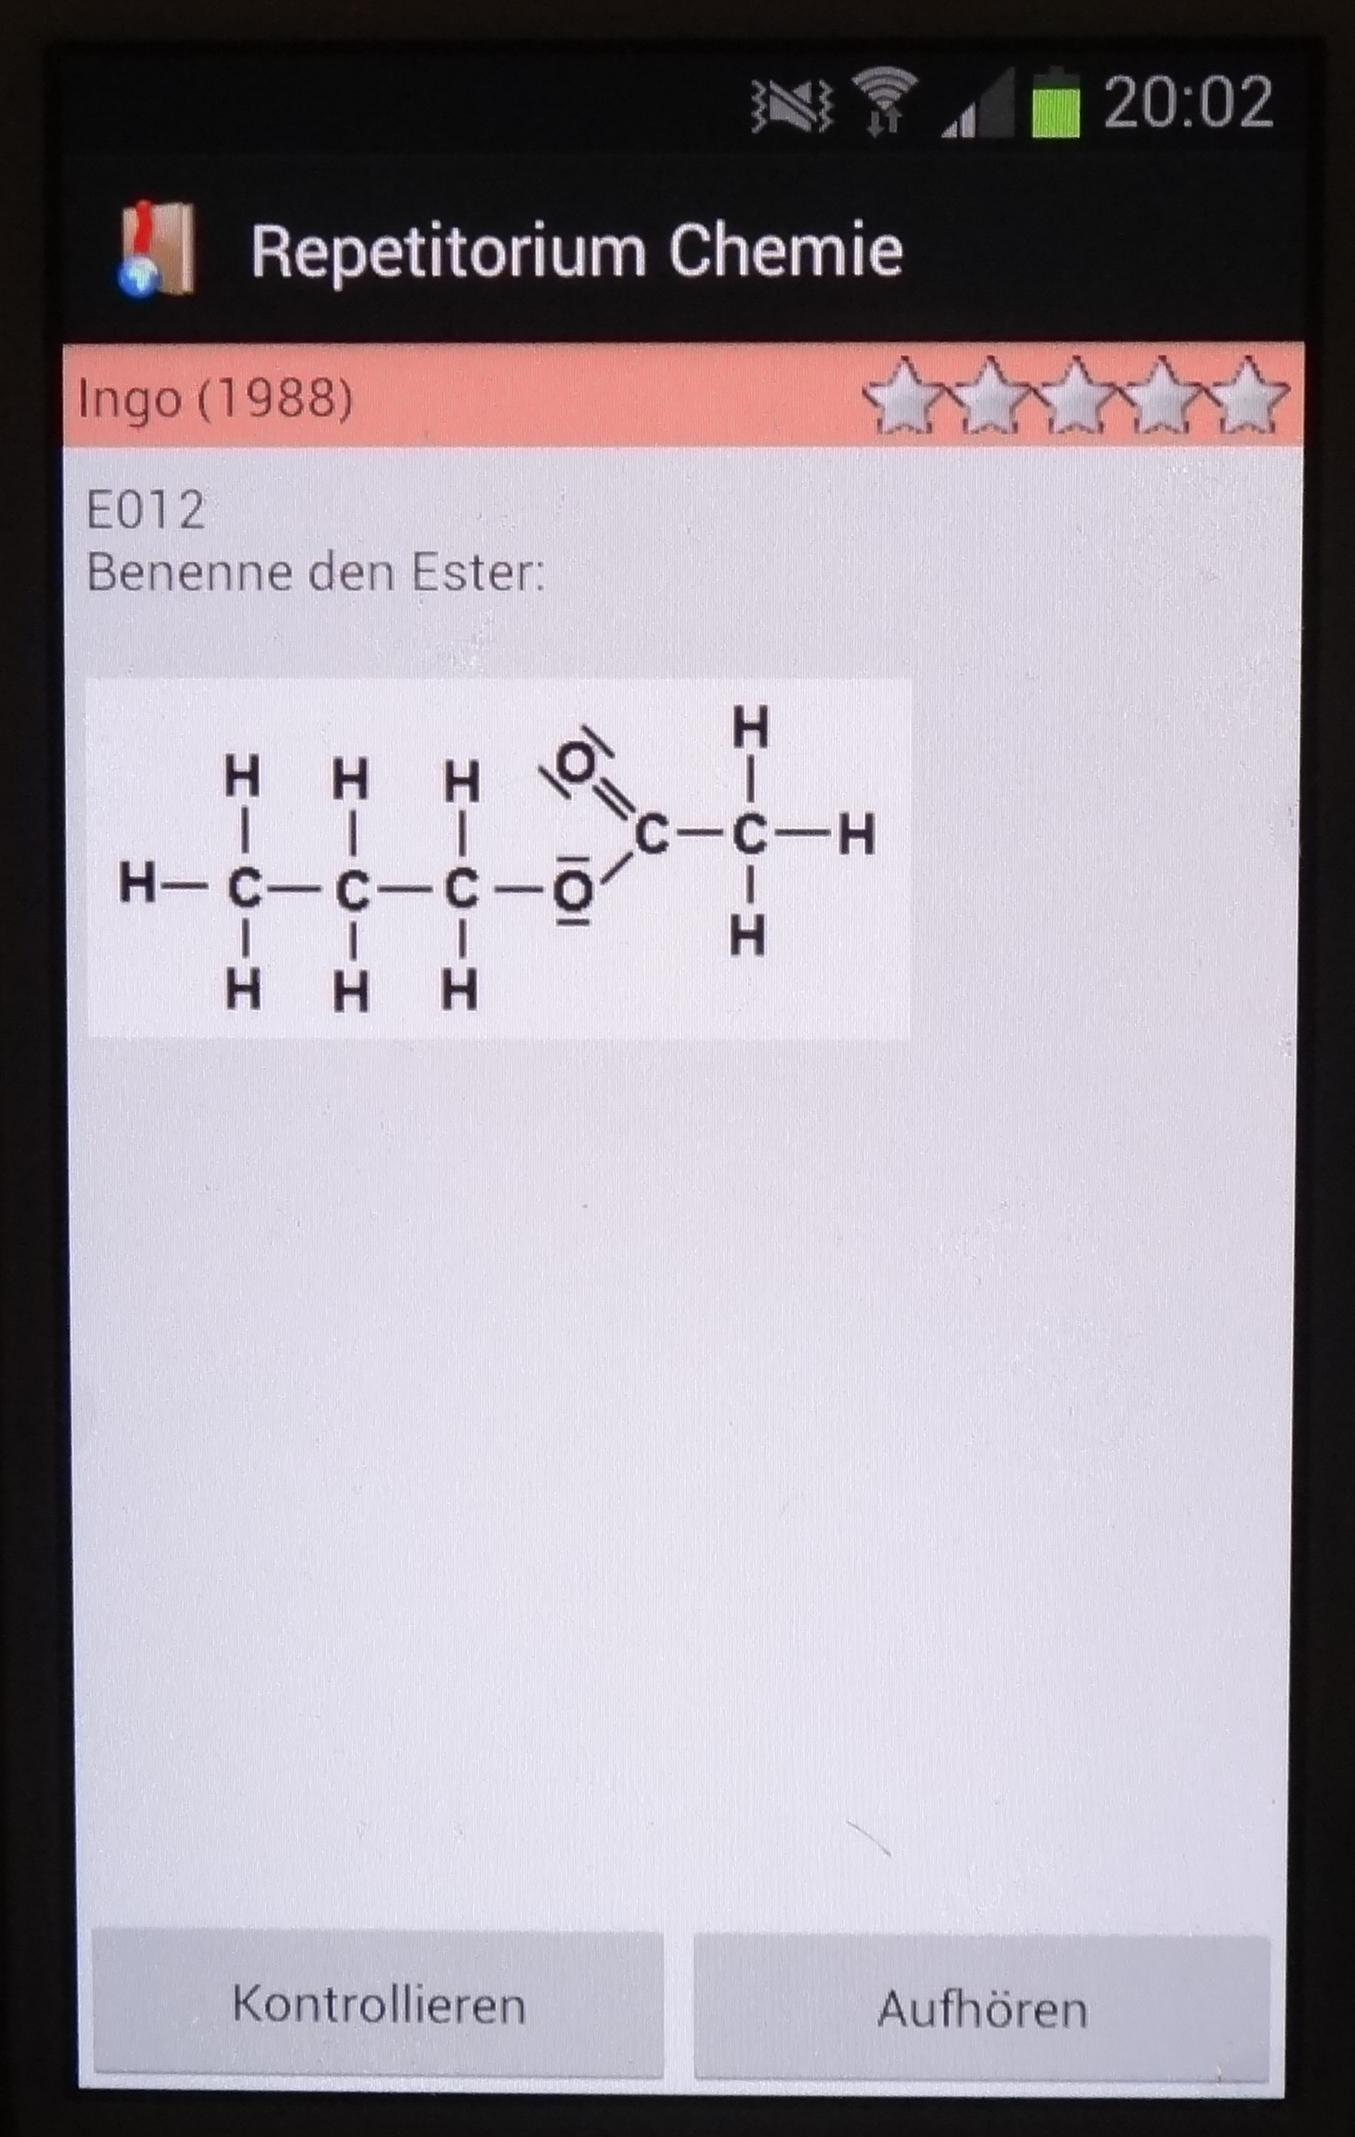 20:02
Repetitorium Chemie
Ingo (1988)
E012
Benenne den Ester:
H
H H H O
C–C–H
H–C–C–C–O
H
H H H
Kontrollieren Aufhören